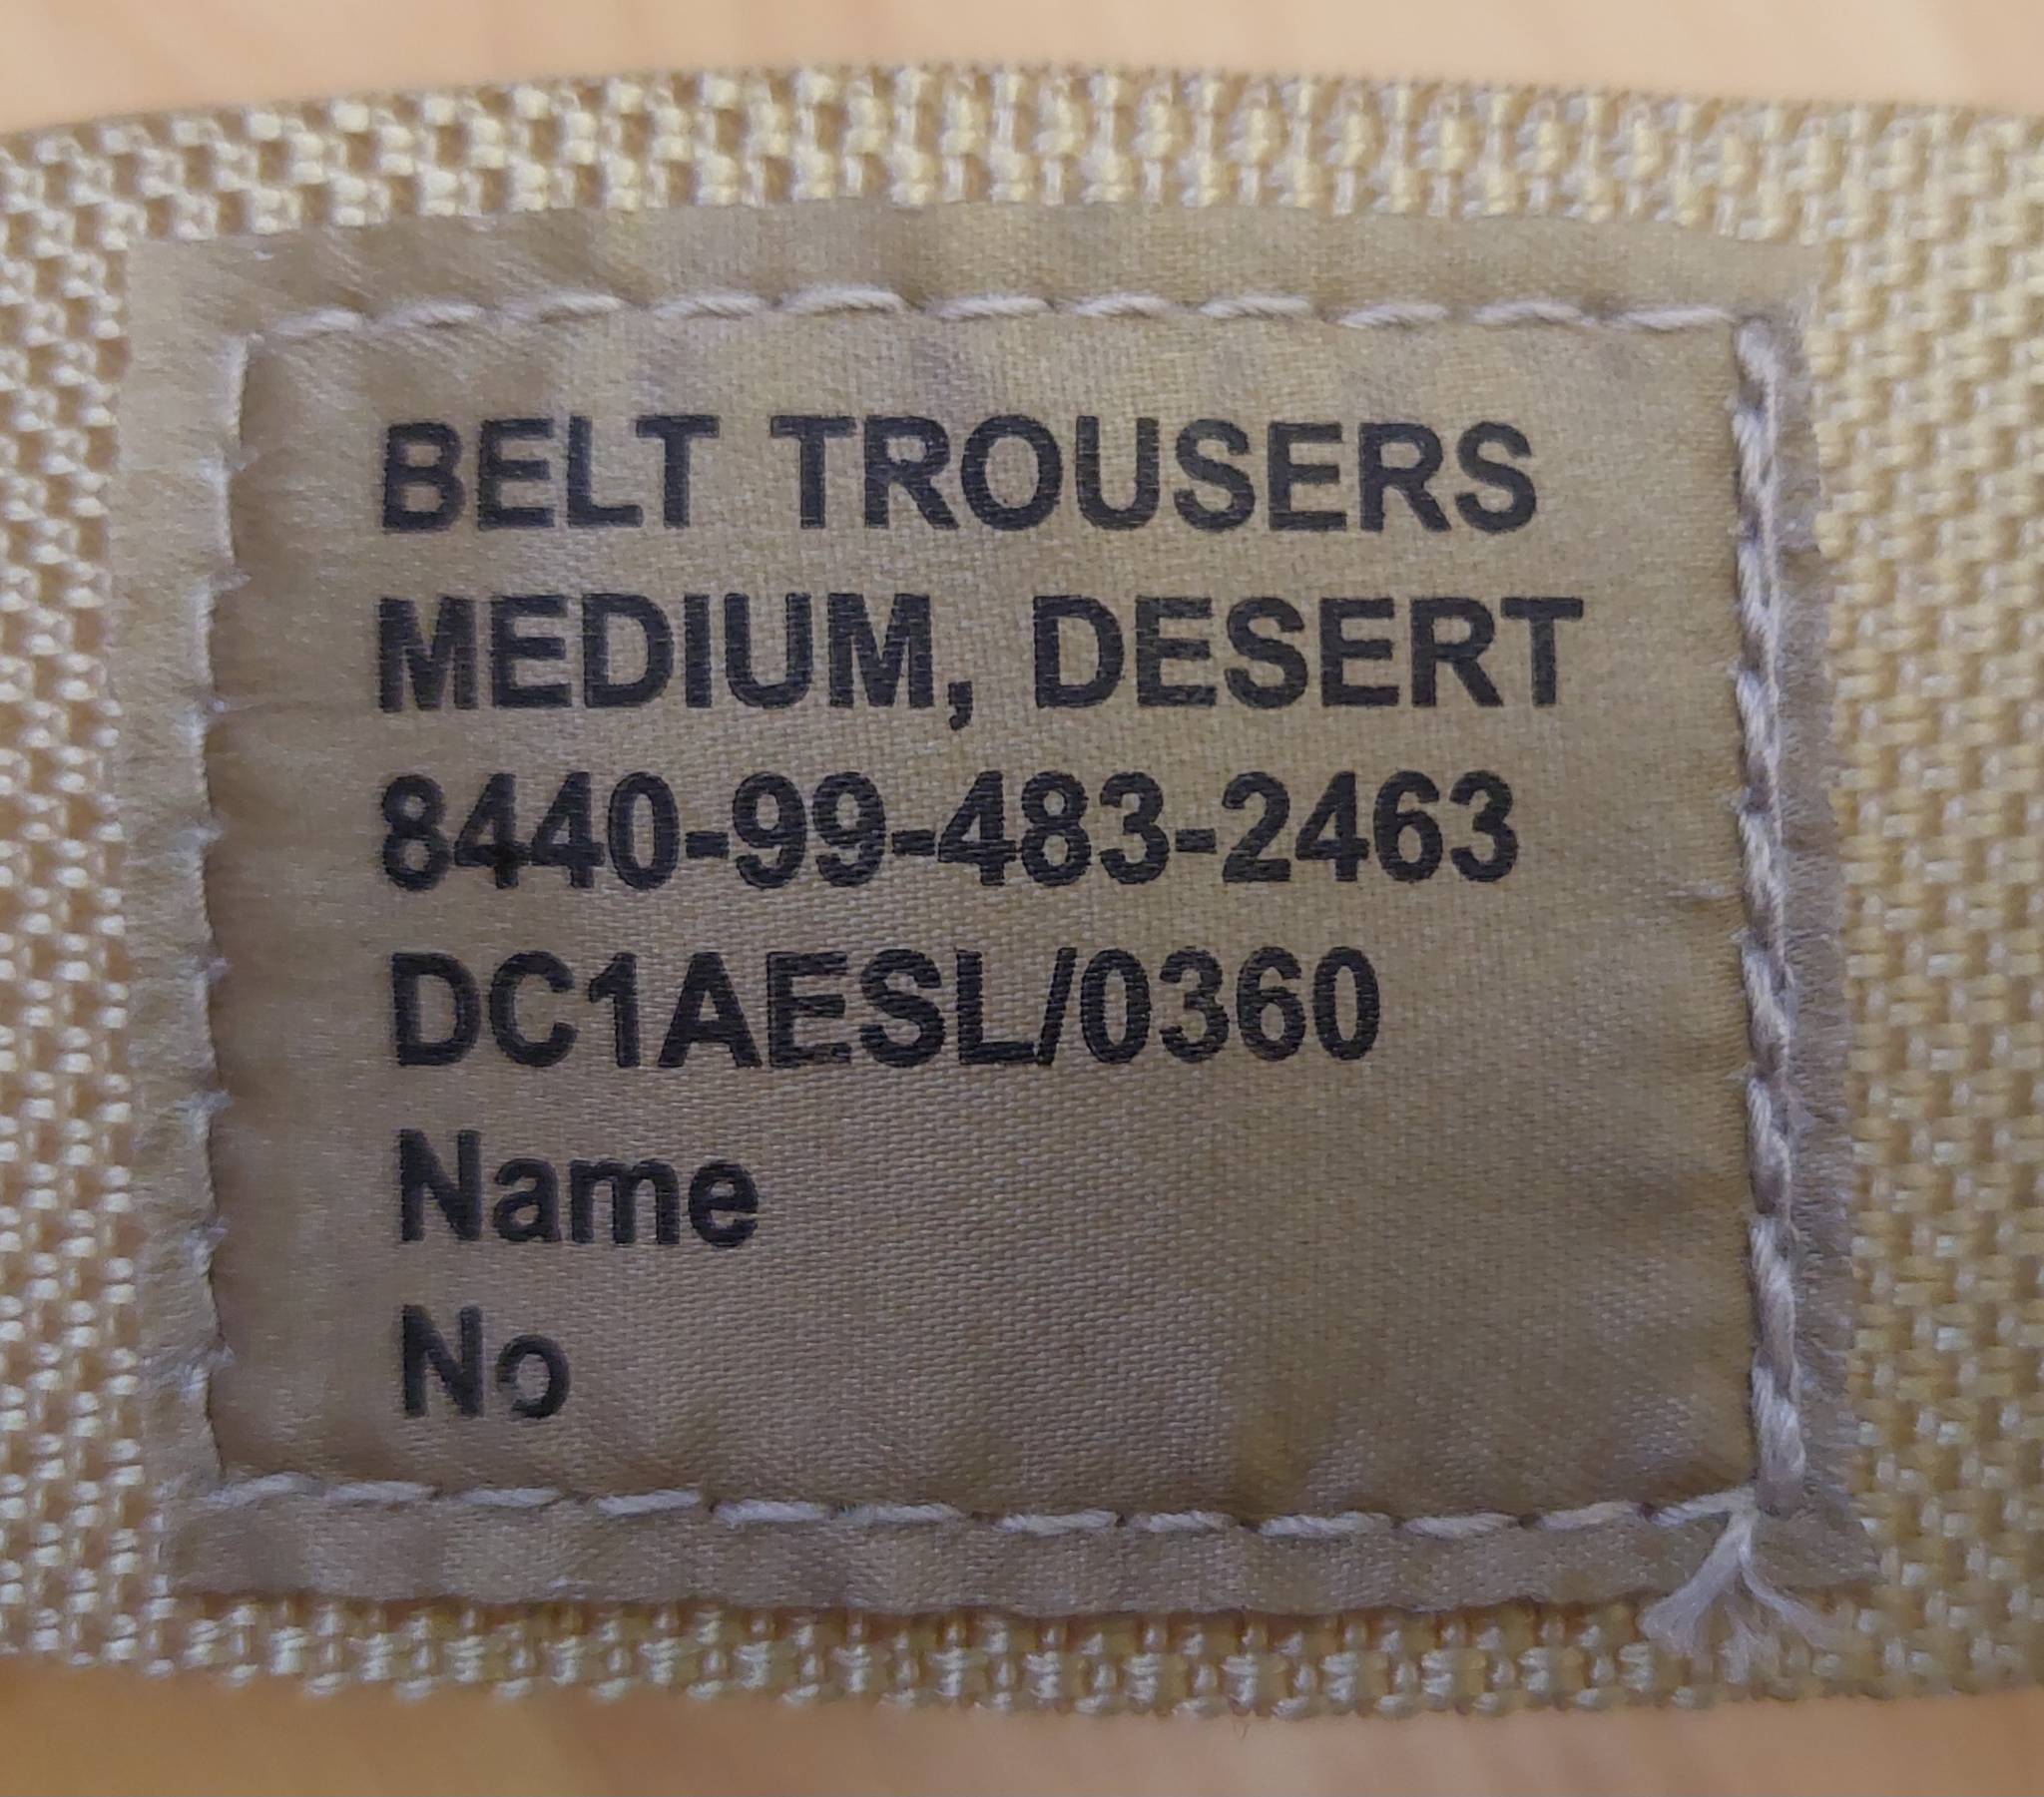 BELT TROUSERS
MEDIUM, DESERT
8440-99-483-2463
DC1AESL/0360
Name
No